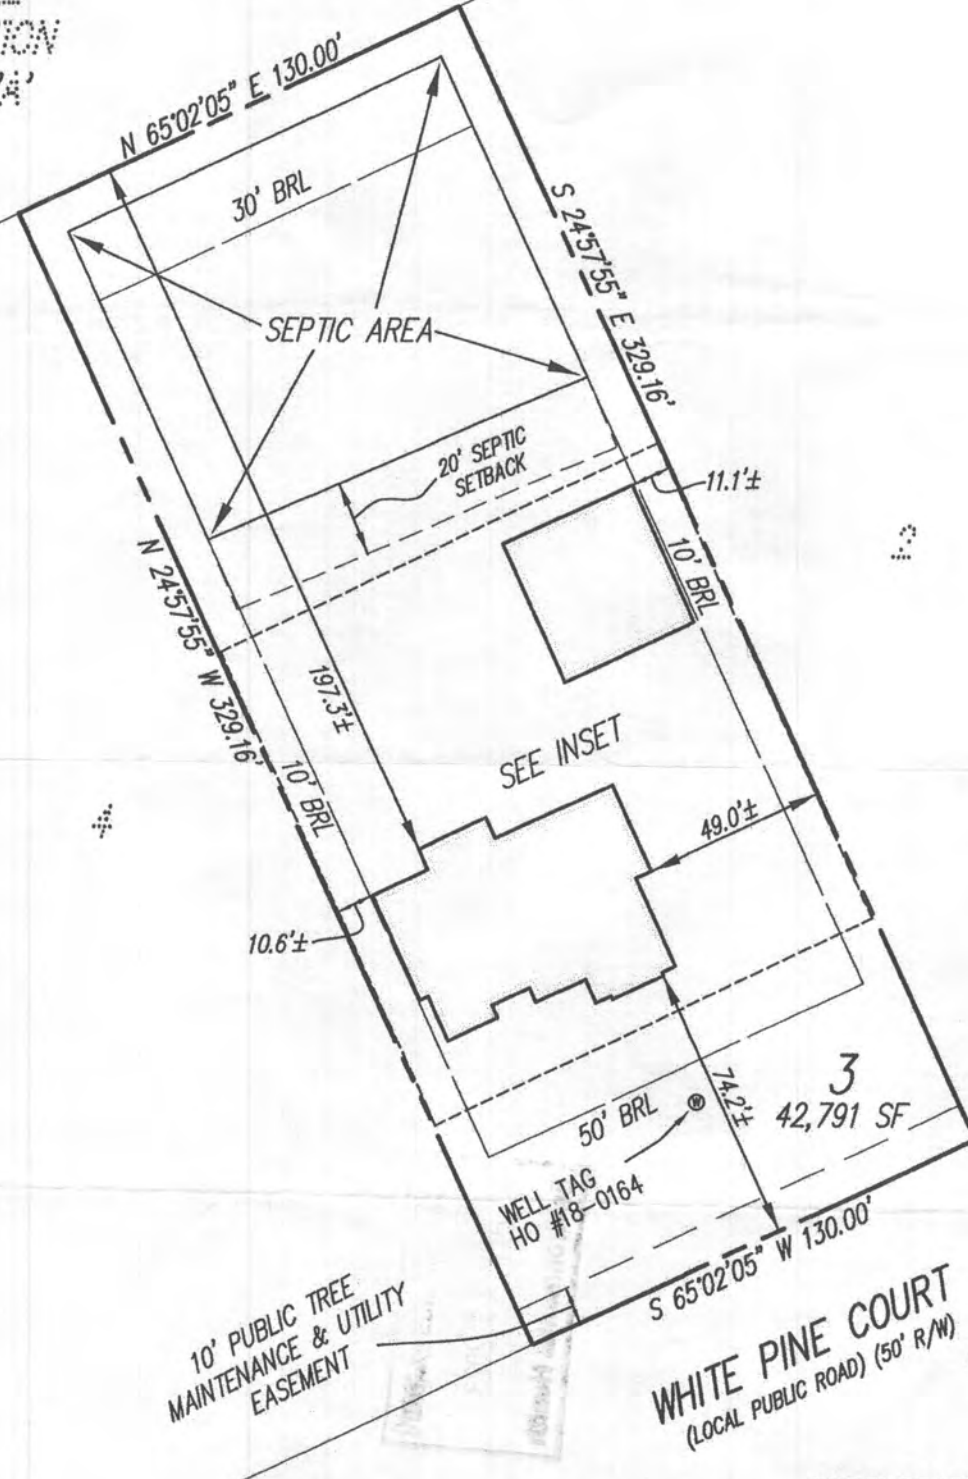 TION
'A'
N 65°02'05" E 130.00'
30' BRL
S 24°57'55" E 329.16'
SEPTIC AREA
20' SEPTIC
SETBACK
11.1'±
2
10' BRL
N 24°57'55" W 329.16'
197.3'±
SEE INSET
10' BRL
4
49.0'±
10.6'±
3
42,791 SF
74.2'±
50' BRL
W
WELL TAG
HO #18-0164
S 65°02'05" W 130.00'
10' PUBLIC TREE
MAINTENANCE & UTILITY
EASEMENT
WHITE PINE COURT
(LOCAL PUBLIC ROAD) (50' R/W)